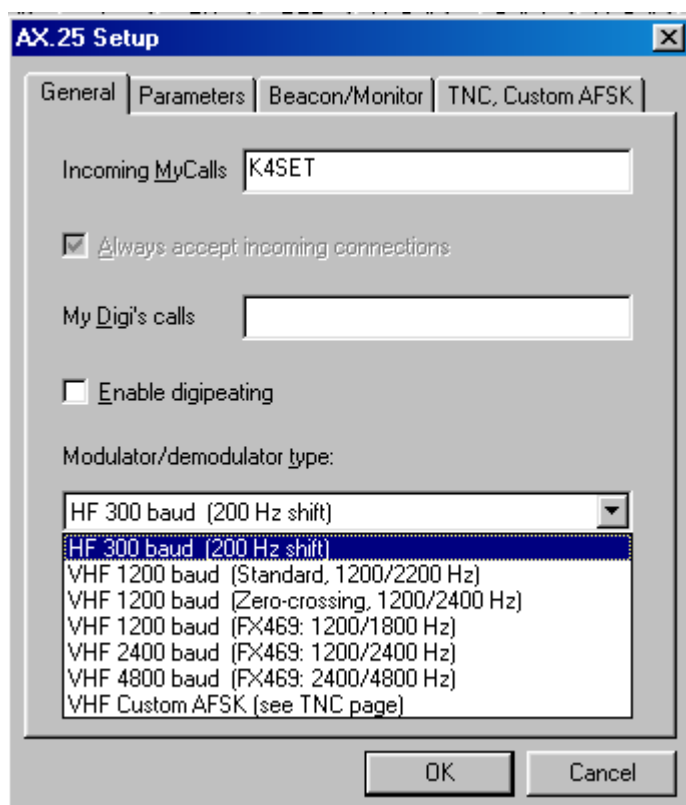 AX.25 Setup
General Parameters Beacon/Monitor TNC, Custom AFSK
Incoming MyCalls K4SET
Always accept incoming connections
My Digi's calls
Enable digipeating
Modulator/demodulator type:
HF 300 baud (200 Hz shift)
HF 300 baud (200 Hz shift)
VHF 1200 baud (Standard, 1200/2200 Hz)
VHF 1200 baud (Zero-crossing, 1200/2400 Hz)
VHF 1200 baud (FX469: 1200/1800 Hz)
VHF 2400 baud (FX469: 1200/2400 Hz)
VHF 4800 baud (FX469: 2400/4800 Hz)
VHF Custom AFSK (see TNC page)
OK Cancel